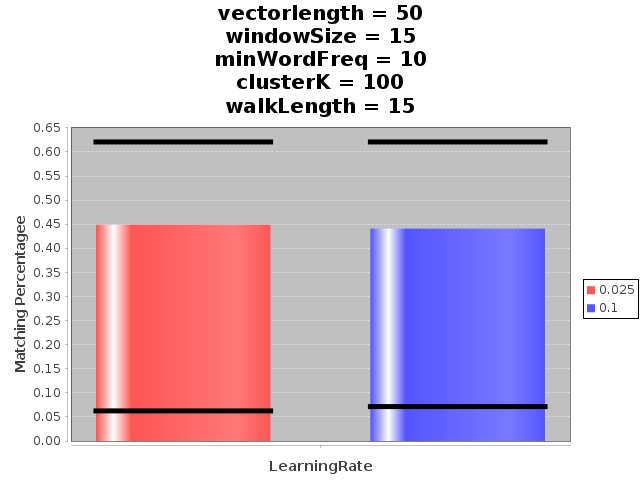 vectorlength = 50
windowSize = 15
minWordFreq = 10
clusterK = 100
walkLength = 15
0.65
0.60
0.55
0.50
0.45
0.40
0.35
0.30
0.25
0.20
0.15
0.10
0.05
0.00
Matching Percentagee
LearningRate
0.025
0.1